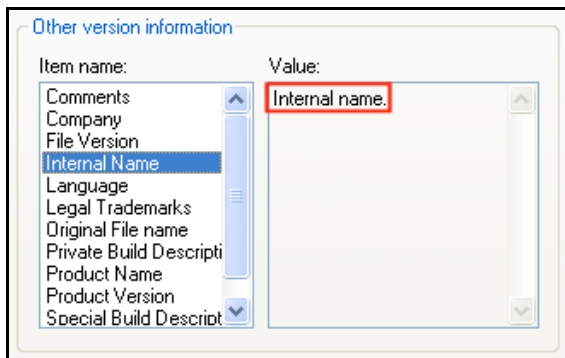 Other version information
Item name:
Value:
Comments
Company
File Version
Internal Name
Language
Legal Trademarks
Original File name
Private Build Descripti
Product Name
Product Version
Special Build Descript
Internal name.